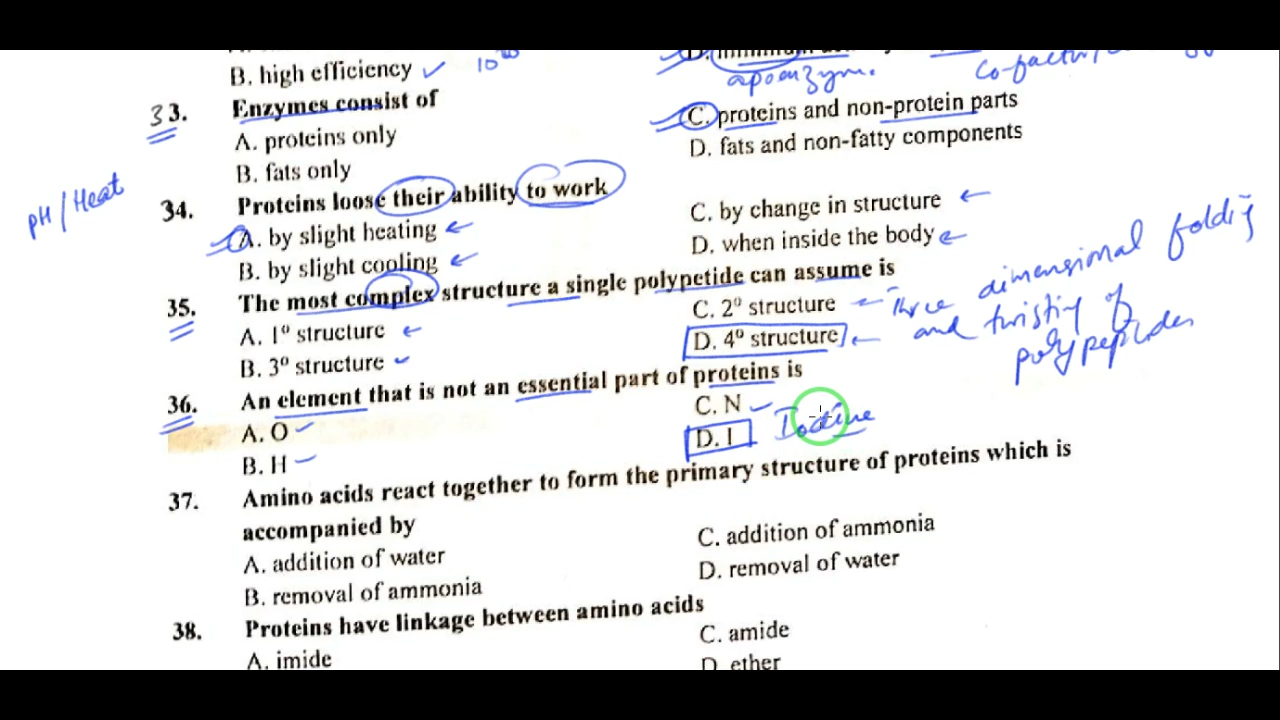 B. high efficiency
apoenzym.
33. Enzymes consist of
C. proteins and non-protein parts
A. proteins only
D. fats and non-fatty components
B. fats only
pH/Heat
34. Proteins loose their ability to work
C. by change in structure
A. by slight heating
D. when inside the body
B. by slight cooling
35. The most complex structure a single polypetide can assume is
C. 2° structure
Three dimensional folding
A. 1° structure
D. 4° structure
and twisting of
B. 3° structure
polypeptides
36. An element that is not an essential part of proteins is
C. N
A. O
D. I
Iodine
B. H
37. Amino acids react together to form the primary structure of proteins which is
accompanied by
C. addition of ammonia
A. addition of water
D. removal of water
B. removal of ammonia
38. Proteins have linkage between amino acids
C. amide
A. imide
D. ether